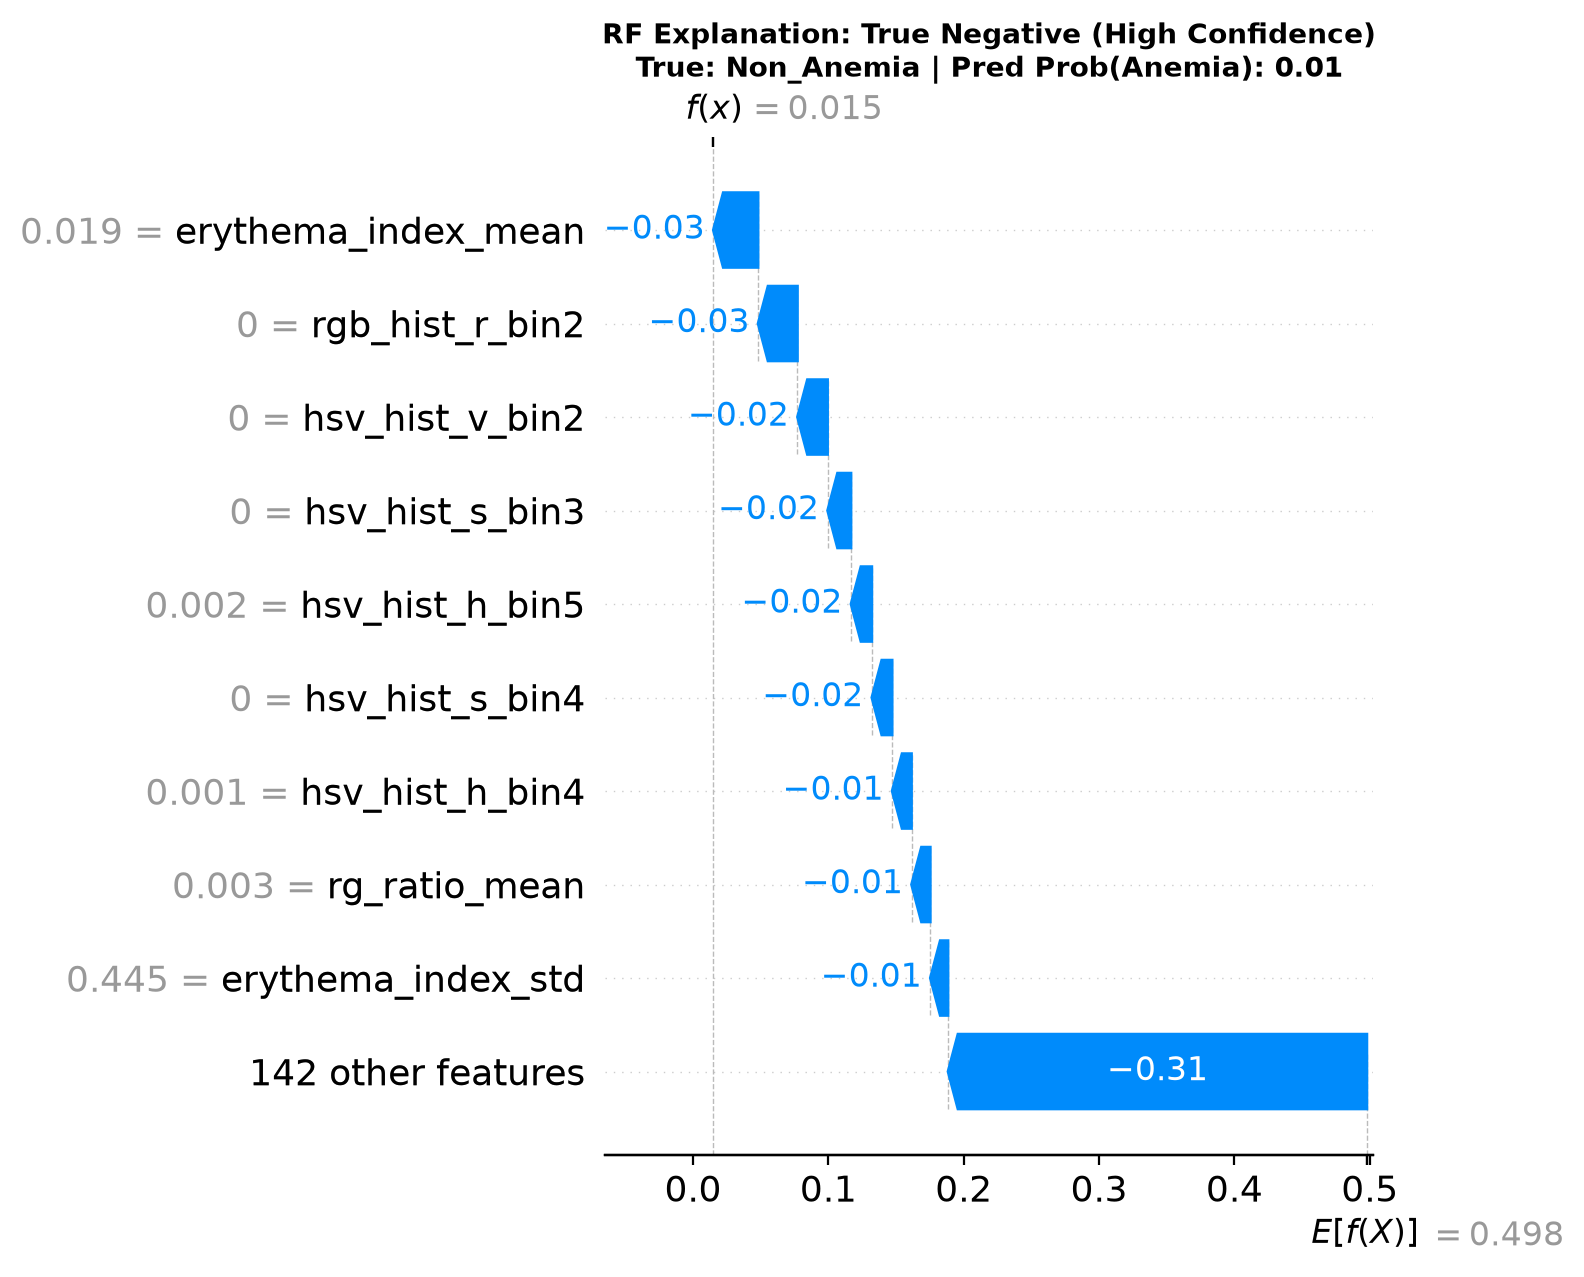 RF Explanation: True Negative (High Confidence)
True: Non_Anemia | Pred Prob(Anemia): 0.01
f(x) = 0.015
0.019 = erythema_index_mean −0.03
0 = rgb_hist_r_bin2 −0.03
0 = hsv_hist_v_bin2 −0.02
0 = hsv_hist_s_bin3 −0.02
0.002 = hsv_hist_h_bin5 −0.02
0 = hsv_hist_s_bin4 −0.02
0.001 = hsv_hist_h_bin4 −0.01
0.003 = rg_ratio_mean −0.01
0.445 = erythema_index_std −0.01
142 other features −0.31
0.0 0.1 0.2 0.3 0.4 0.5
E[f(X)] = 0.498